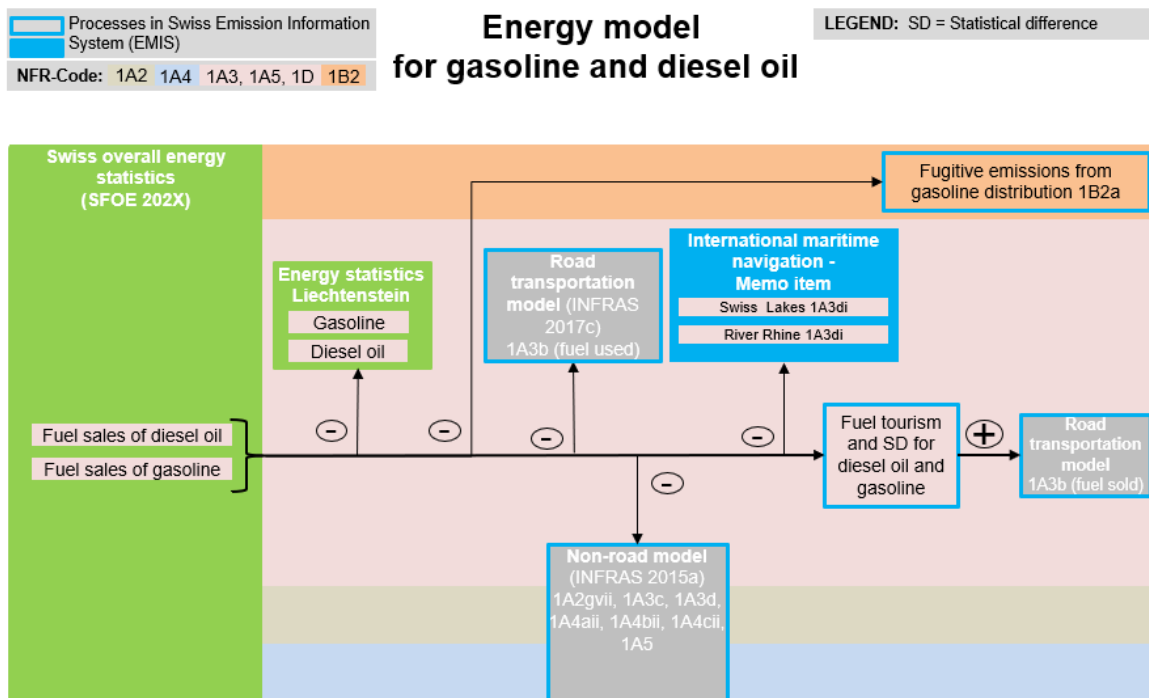 Processes in Swiss Emission Information
System (EMIS)
NFR-Code: 1A2 1A4 1A3, 1A5, 1D 1B2
Energy model
for gasoline and diesel oil
LEGEND: SD = Statistical difference
Swiss overall energy
statistics
(SFOE 202X)
Fugitive emissions from
gasoline distribution 1B2a
Energy statistics
Liechtenstein
Gasoline
Diesel oil
Road
transportation
model (INFRAS
2017c)
1A3b (fuel used)
International maritime
navigation -
Memo item
Swiss Lakes 1A3di
River Rhine 1A3di
Fuel sales of diesel oil
Fuel sales of gasoline
-
-
-
-
-
Fuel tourism
and SD for
diesel oil and
gasoline
+
Road
transportation
model
1A3b (fuel sold)
Non-road model
(INFRAS 2015a)
1A2gvii, 1A3c, 1A3d,
1A4aii, 1A4bii, 1A4cii,
1A5